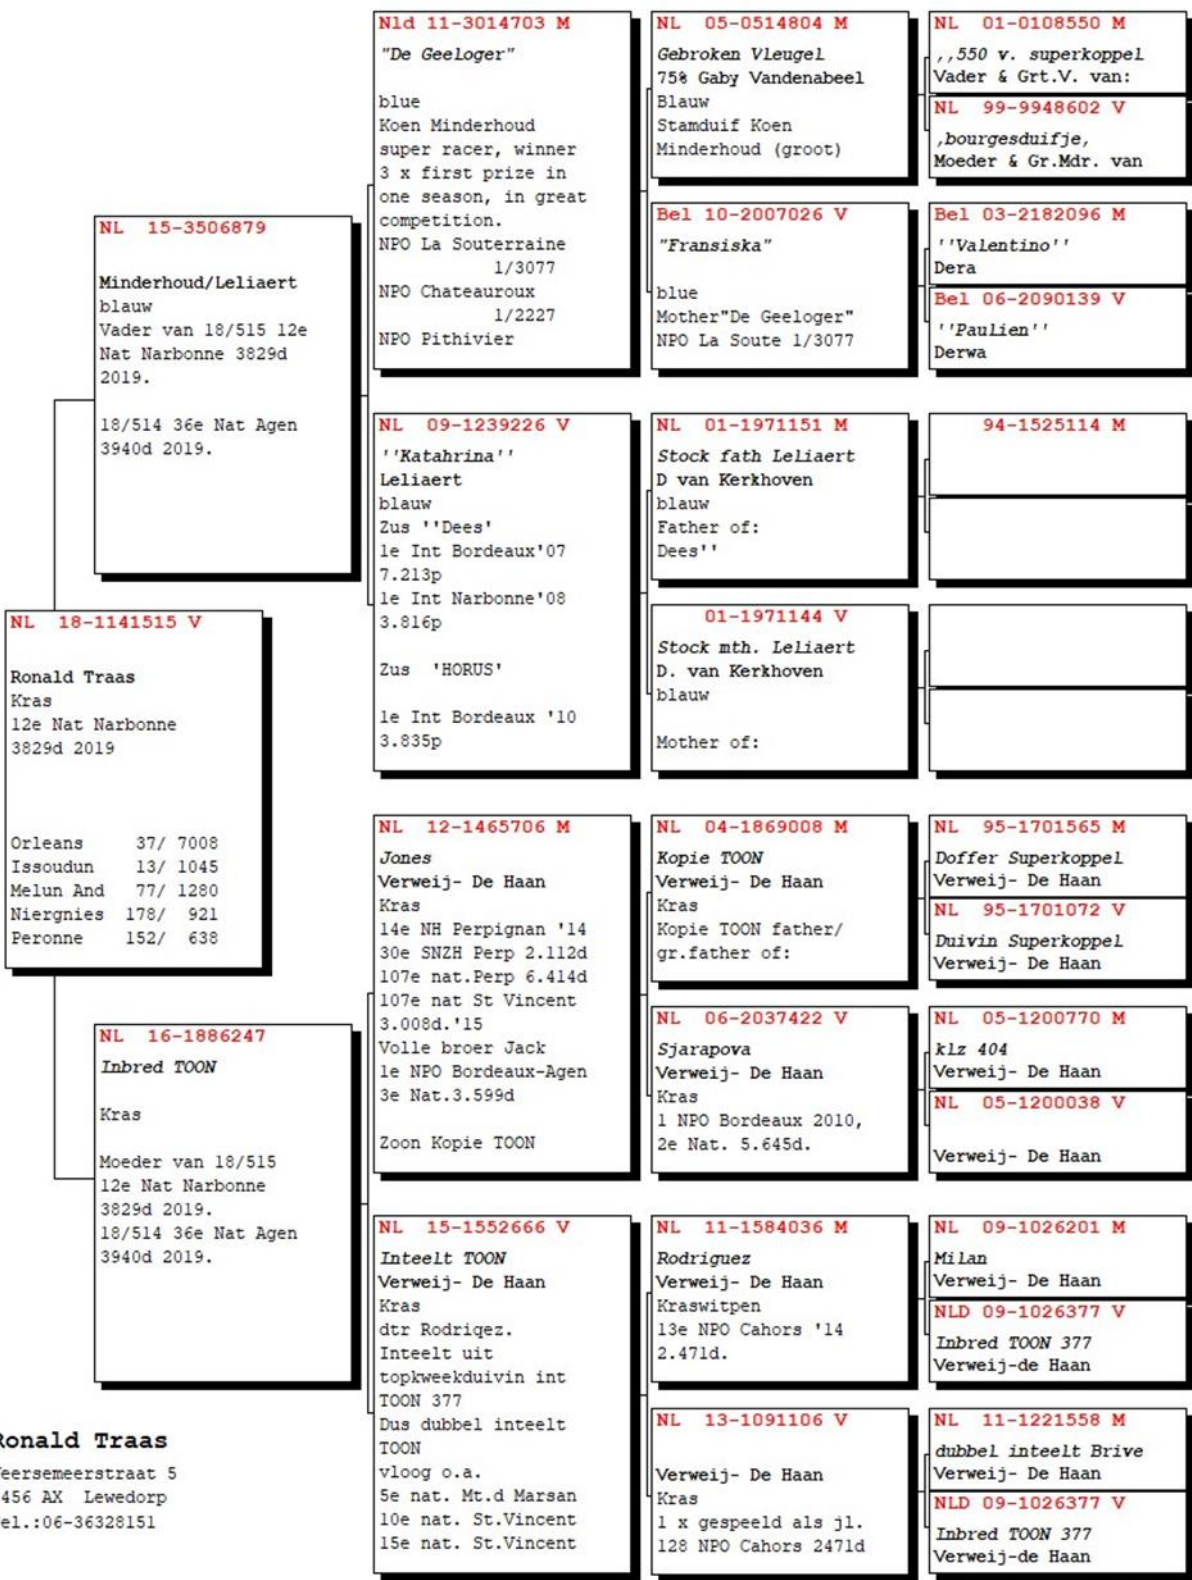 NL 18-1141515 V
Ronald Traas
Kras
12e Nat Narbonne
3829d 2019
Orleans 37/ 7008
Issoudun 13/ 1045
Melun And 77/ 1280
Niergnies 178/ 921
Peronne 152/ 638
NL 15-3506879
Minderhoud/Leliaert
blauw
Vader van 18/515 12e
Nat Narbonne 3829d
2019.
18/514 36e Nat Agen
3940d 2019.
NL 16-1886247
Inbred TOON
Kras
Moeder van 18/515
12e Nat Narbonne
3829d 2019.
18/514 36e Nat Agen
3940d 2019.
Nld 11-3014703 M
"De Geeloger"
blue
Koen Minderhoud
super racer, winner
3 x first prize in
one season, in great
competition.
NPO La Souterraine
1/3077
NPO Chateauroux
1/2227
NPO Pithivier
NL 09-1239226 V
''Katahrina''
Leliaert
blauw
Zus ''Dees'
1e Int Bordeaux'07
7.213p
1e Int Narbonne'08
3.816p
Zus 'HORUS'
1e Int Bordeaux '10
3.835p
NL 12-1465706 M
Jones
Verweij- De Haan
Kras
14e NH Perpignan '14
30e SNZH Perp 2.112d
107e nat.Perp 6.414d
107e nat St Vincent
3.008d.'15
Volle broer Jack
1e NPO Bordeaux-Agen
3e Nat.3.599d
Zoon Kopie TOON
NL 15-1552666 V
Inteelt TOON
Verweij- De Haan
Kras
dtr Rodriqez.
Inteelt uit
topkweekduivin int
TOON 377
Dus dubbel inteelt
TOON
vloog o.a.
5e nat. Mt.d Marsan
10e nat. St.Vincent
15e nat. St.Vincent
NL 05-0514804 M
Gebroken Vleugel
75% Gaby Vandenabeel
Blauw
Stamduif Koen
Minderhoud (groot)
Bel 10-2007026 V
"Fransiska"
blue
Mother"De Geeloger"
NPO La Soute 1/3077
NL 01-1971151 M
Stock fath Leliaert
D van Kerkhoven
blauw
Father of:
Dees''
01-1971144 V
Stock mth. Leliaert
D. van Kerkhoven
blauw
Mother of:
NL 04-1869008 M
Kopie TOON
Verweij- De Haan
Kras
Kopie TOON father/
gr.father of:
NL 06-2037422 V
Sjarapova
Verweij- De Haan
Kras
1 NPO Bordeaux 2010,
2e Nat. 5.645d.
NL 11-1584036 M
Rodriguez
Verweij- De Haan
Kraswitpen
13e NPO Cahors '14
2.471d.
NL 13-1091106 V
Verweij- De Haan
Kras
1 x gespeeld als jl.
128 NPO Cahors 2471d
NL 01-0108550 M
,,550 v. superkoppel
Vader & Grt.V. van:
NL 99-9948602 V
,bourgesduifje,
Moeder & Gr.Mdr. van
Bel 03-2182096 M
''Valentino''
Dera
Bel 06-2090139 V
''Paulien''
Derwa
94-1525114 M
NL 95-1701565 M
Doffer Superkoppel
Verweij- De Haan
NL 95-1701072 V
Duivin Superkoppel
Verweij- De Haan
NL 05-1200770 M
klz 404
Verweij- De Haan
NL 05-1200038 V
Verweij- De Haan
NL 09-1026201 M
Milan
Verweij- De Haan
NLD 09-1026377 V
Inbred TOON 377
Verweij-de Haan
NL 11-1221558 M
dubbel inteelt Brive
Verweij- De Haan
NLD 09-1026377 V
Inbred TOON 377
Verweij-de Haan
Ronald Traas
eersemeerstraat 5
456 AX Lewedorp
el.:06-36328151